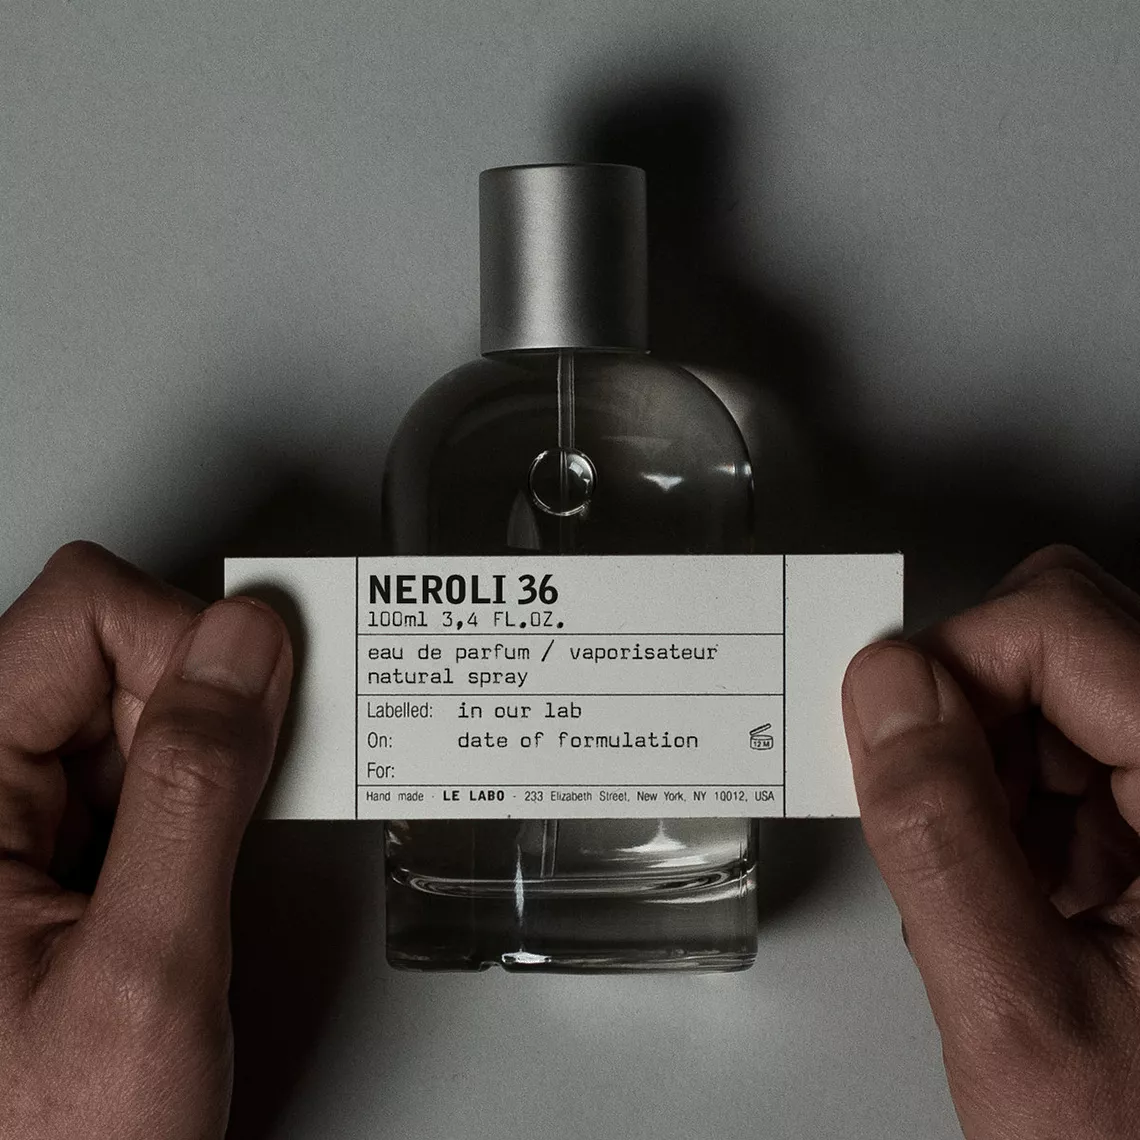 NEROLI 36
100ml 3,4 FL.OZ.
eau de parfum / vaporisateur
natural spray
Labelled: in our lab
On: date of formulation
12 M
For:
Hand made - LE LABO - 233 Elizabeth Street, New York, NY 10012, USA